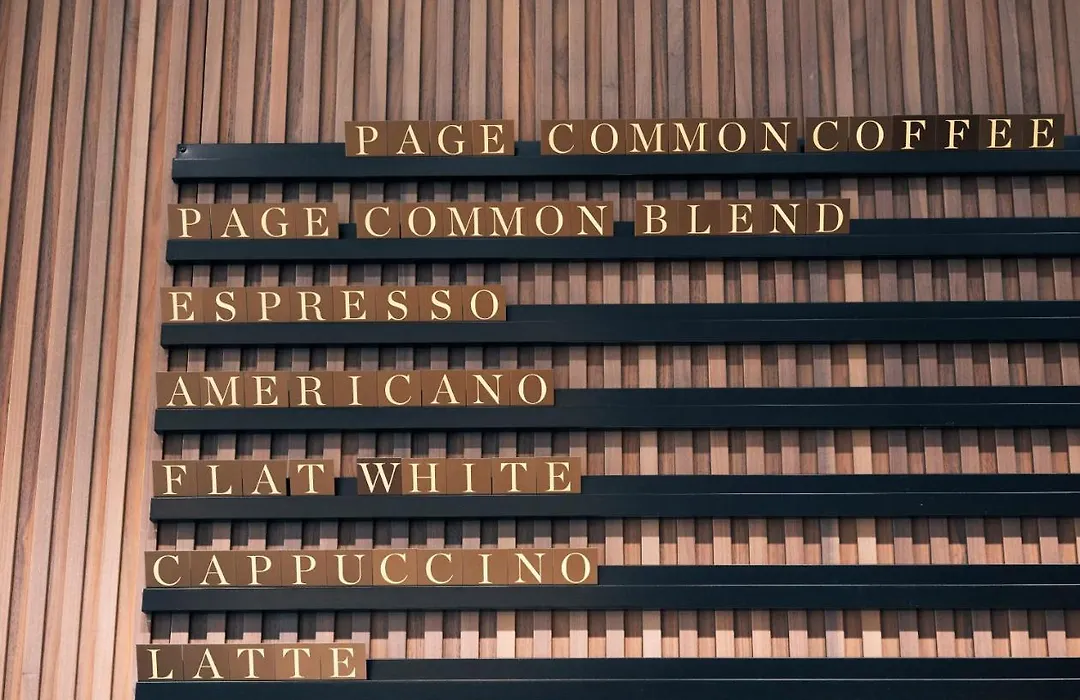 PAGE COMMON COFFEE
PAGE COMMON BLEND
ESPRESSO
AMERICANO
FLAT WHITE
CAPPUCCINO
LATTE